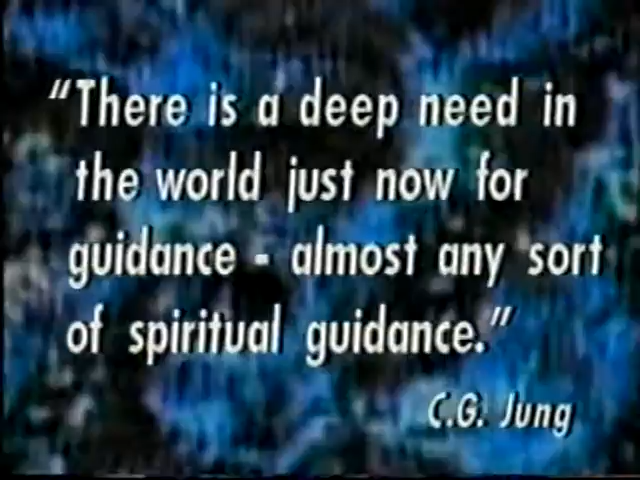 “There is a deep need in
the world just now for
guidance - almost any sort
of spiritual guidance.”
C.G. Jung